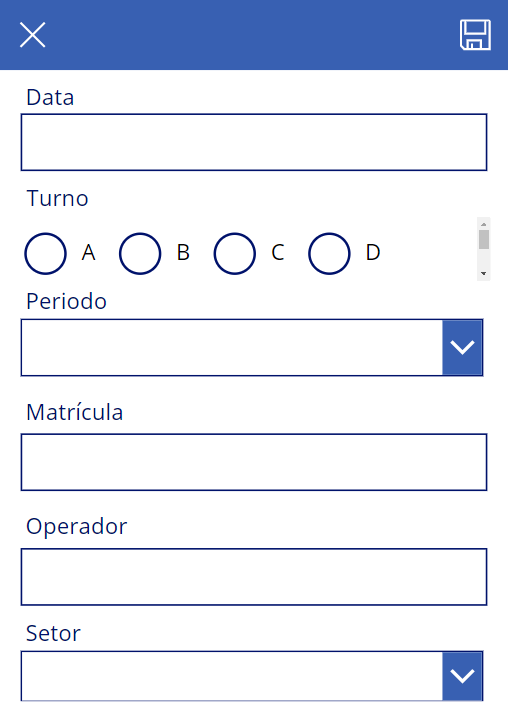 Data
Turno
A B C D
Periodo
Matrícula
Operador
Setor